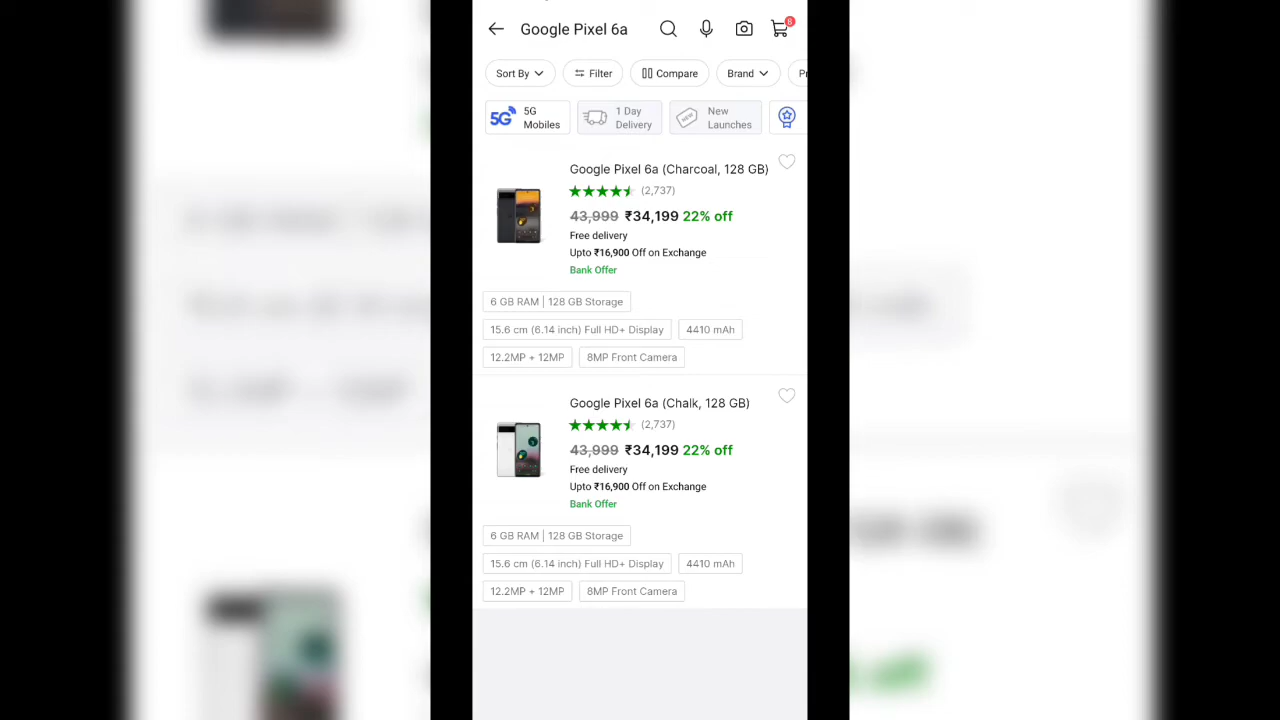 Google Pixel 6a
8
Sort By
Filter
Compare
Brand
5G
5G
Mobiles
1 Day
Delivery
NEW
New
Launches
Google Pixel 6a (Charcoal, 128 GB)
(2,737)
43,999 ₹34,199 22% off
Free delivery
Upto ₹16,900 Off on Exchange
Bank Offer
6 GB RAM | 128 GB Storage
15.6 cm (6.14 inch) Full HD+ Display
4410 mAh
12.2MP + 12MP
8MP Front Camera
Google Pixel 6a (Chalk, 128 GB)
(2,737)
43,999 ₹34,199 22% off
Free delivery
Upto ₹16,900 Off on Exchange
Bank Offer
6 GB RAM | 128 GB Storage
15.6 cm (6.14 inch) Full HD+ Display
4410 mAh
12.2MP + 12MP
8MP Front Camera